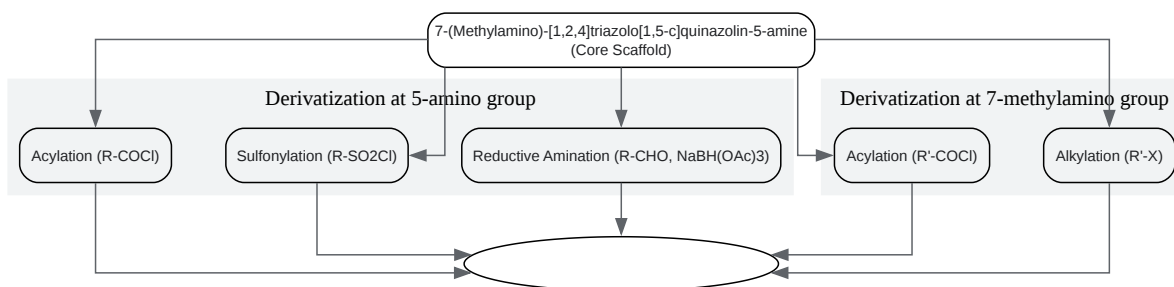 7-(Methylamino)-[1,2,4]triazolo[1,5-c]quinazolin-5-amine
(Core Scaffold)
Derivatization at 5-amino group
Derivatization at 7-methylamino group
Acylation (R-COCl)
Sulfonylation (R-SO2Cl)
Reductive Amination (R-CHO, NaBH(OAc)3)
Acylation (R'-COCl)
Alkylation (R'-X)